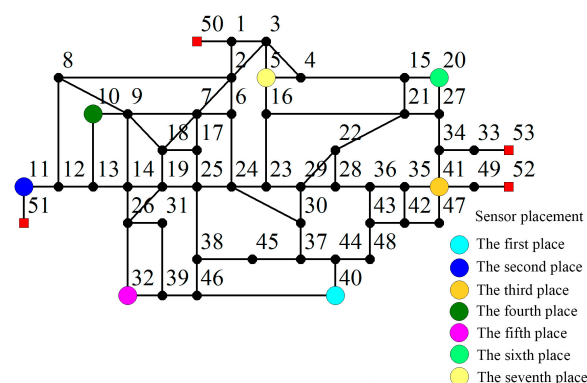 50 1 3
8 2 5 4 15 20
10 9 7 6 16 21 27
18 17 22 34 33 53
11 12 13 14 19 25 24 23 29 28 36 35 41 49 52
51 26 31 30 43 42 47
38 45 37 44 48
32 39 46 40
Sensor placement
The first place
The second place
The third place
The fourth place
The fifth place
The sixth place
The seventh place